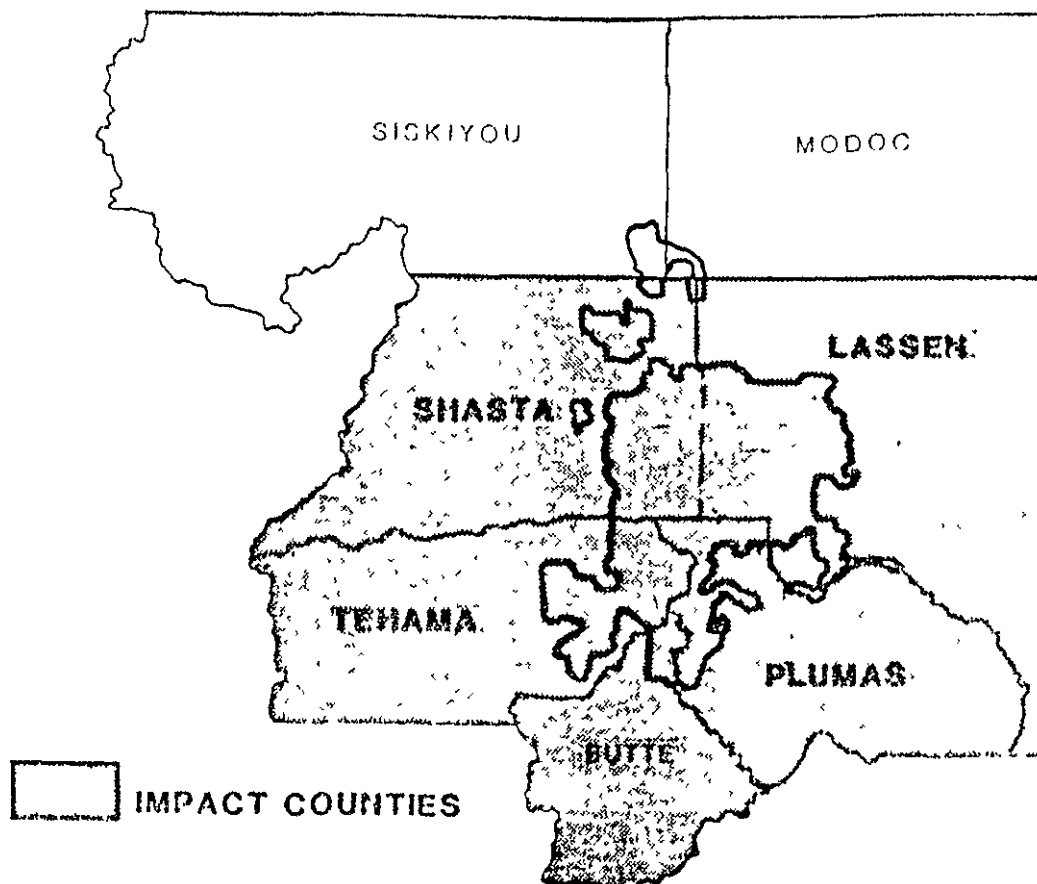 SISKIYOU
MODOC
LASSEN
SHASTA
TEHAMA
PLUMAS
BUTTE
IMPACT COUNTIES